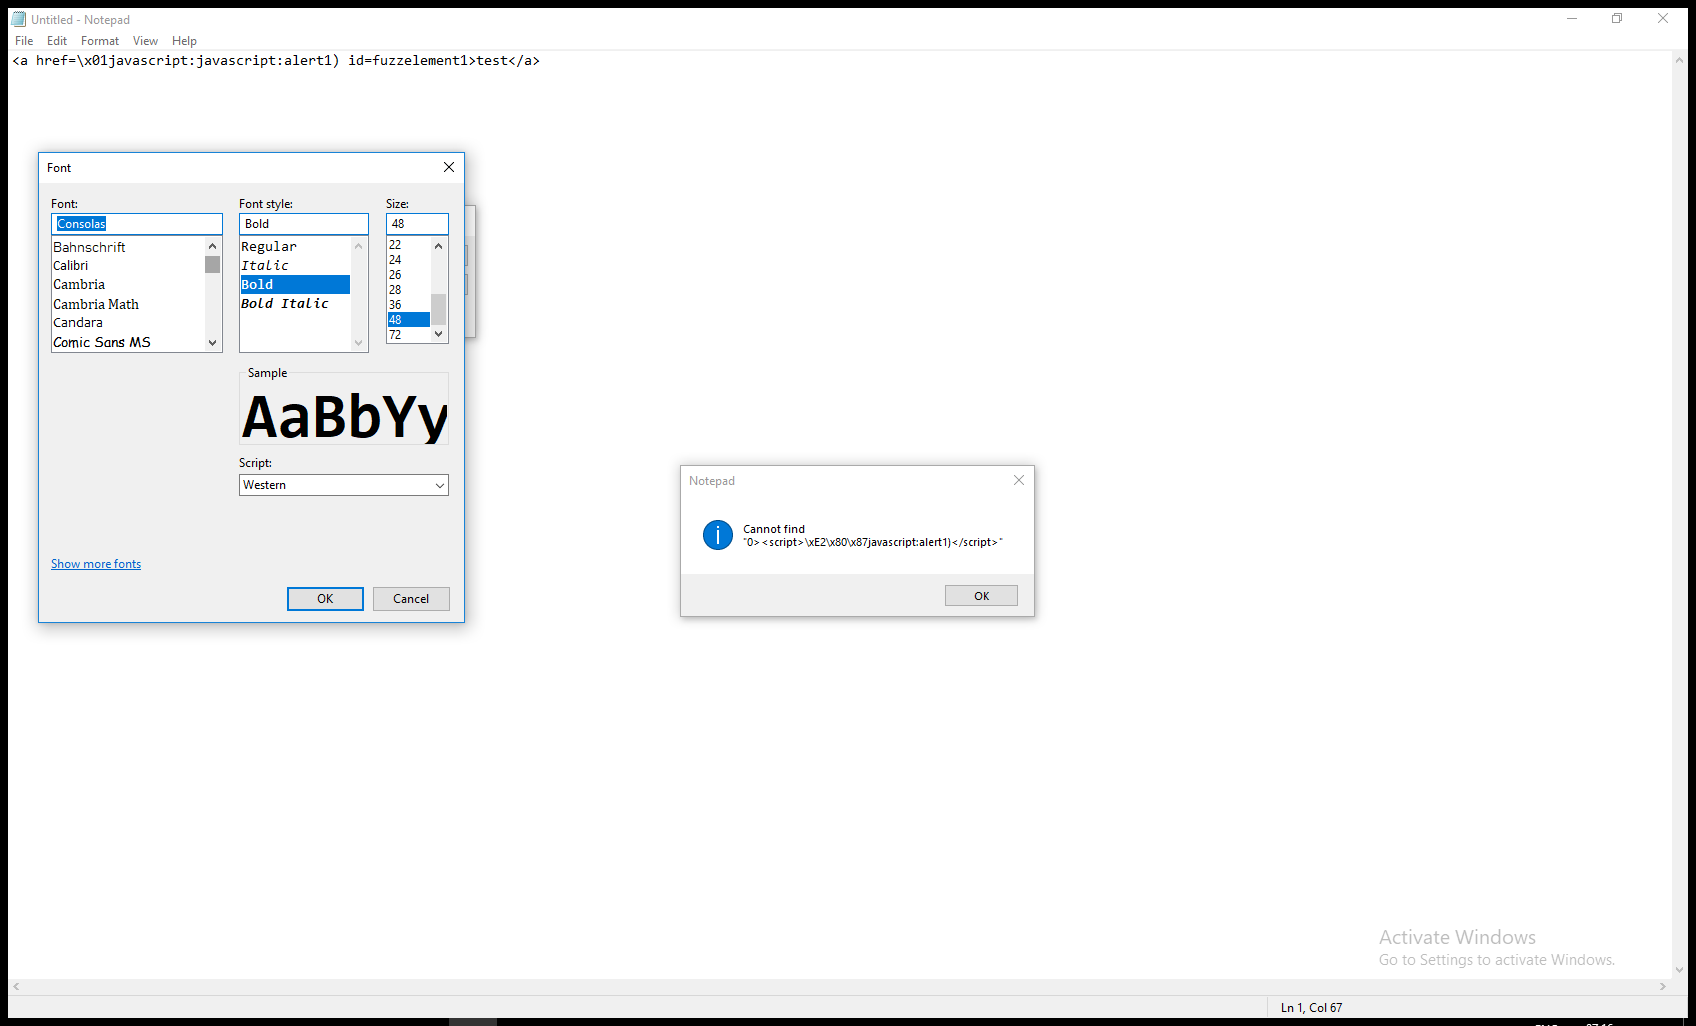 Untitled - Notepad
File Edit Format View Help
<a href=\x01javascript:javascript:alert1) id=fuzzelement1>test</a>
Font
Font:
Consolas
Bahnschrift
Calibri
Cambria
Cambria Math
Candara
Comic Sans MS
Font style:
Bold
Regular
Italic
Bold
Bold Italic
Size:
48
22
24
26
28
36
48
72
Sample
AaBbYy
Script:
Western
Show more fonts
OK
Cancel
Notepad
Cannot find
"0><script>\xE2\x80\x87javascript:alert1)</script>"
OK
Activate Windows
Go to Settings to activate Windows.
Ln 1, Col 67